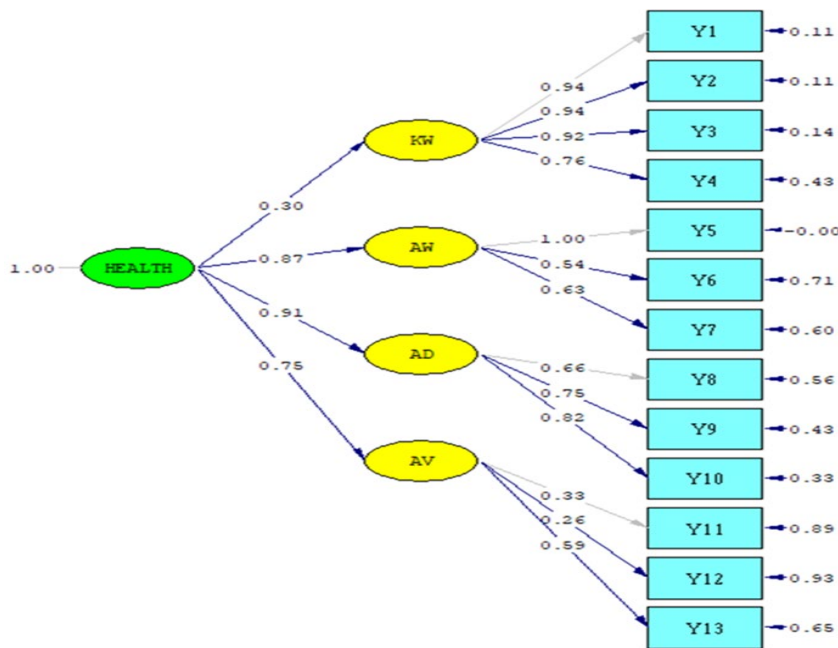 Y1 0.11
0.94
Y2 0.11
0.94
KW 0.92 Y3 0.14
0.76
Y4 0.43
0.30
Y5 -0.00
1.00
AW
0.87 0.54
1.00 HEALTH Y6 0.71
0.63
0.91 Y7 0.60
0.75 AD 0.66 Y8 0.56
0.75
0.82 Y9 0.43
AV Y10 0.33
0.33
0.26 Y11 0.89
0.59
Y12 0.93
Y13 0.65